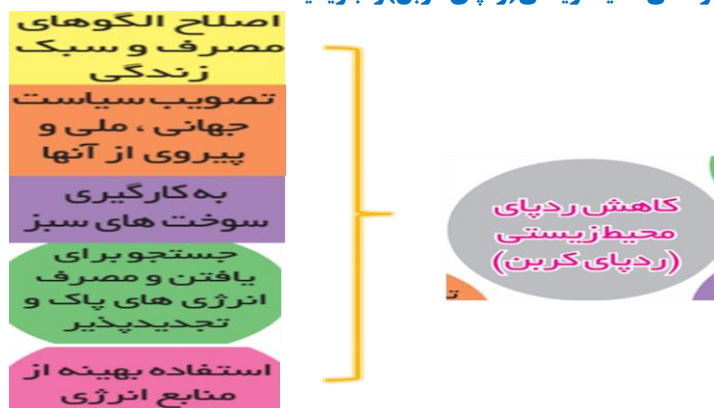 اصلاح الگوهای
مصرف و سبک
زندگی
تصویب سیاست
جهانی ، ملی و
پیروی از آنها
به کارگیری
سوخت های سبز
جستجو برای
یافتن و مصرف
انرژی های پاک و
تجدیدپذیر
استفاده بهینه از
منابع انرژی
کاهش ردپای
محیط‌زیستی
(ردپای کربن)